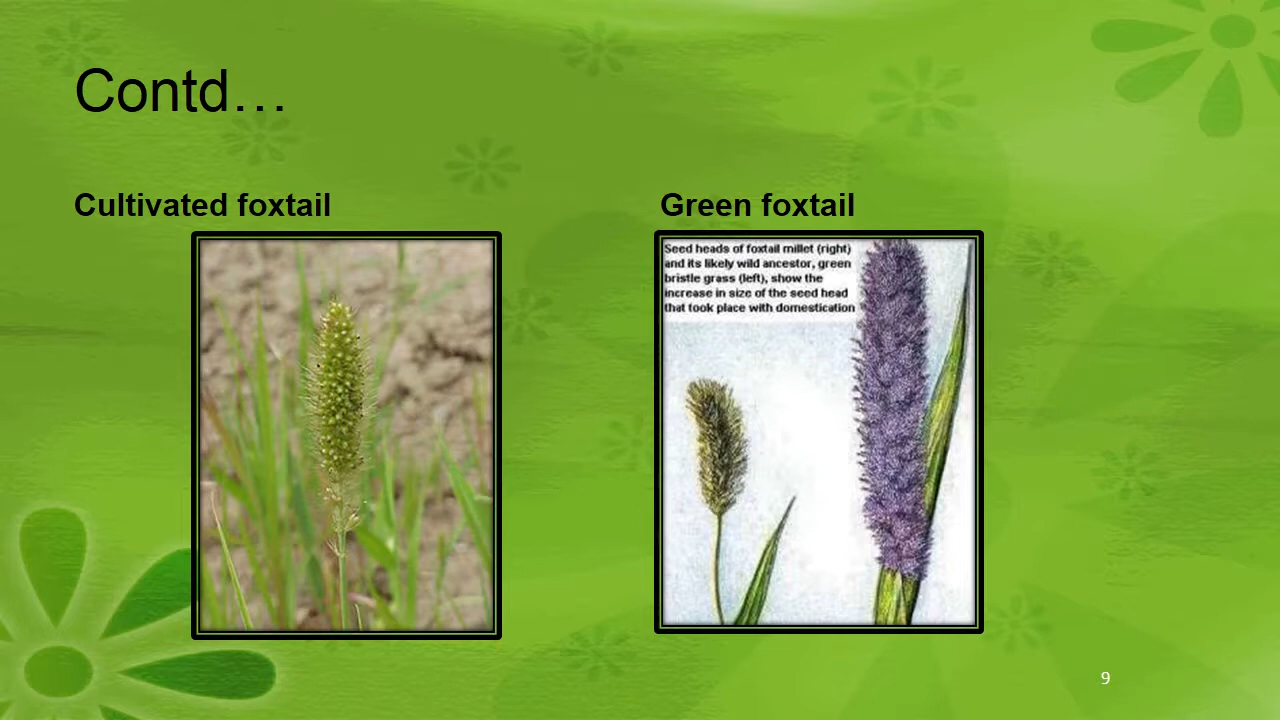 Contd…
Cultivated foxtail
Green foxtail
Seed heads of foxtail millet (right)
and its likely wild ancestor, green
bristle grass (left), show the
increase in size of the seed head
that took place with domestication
9